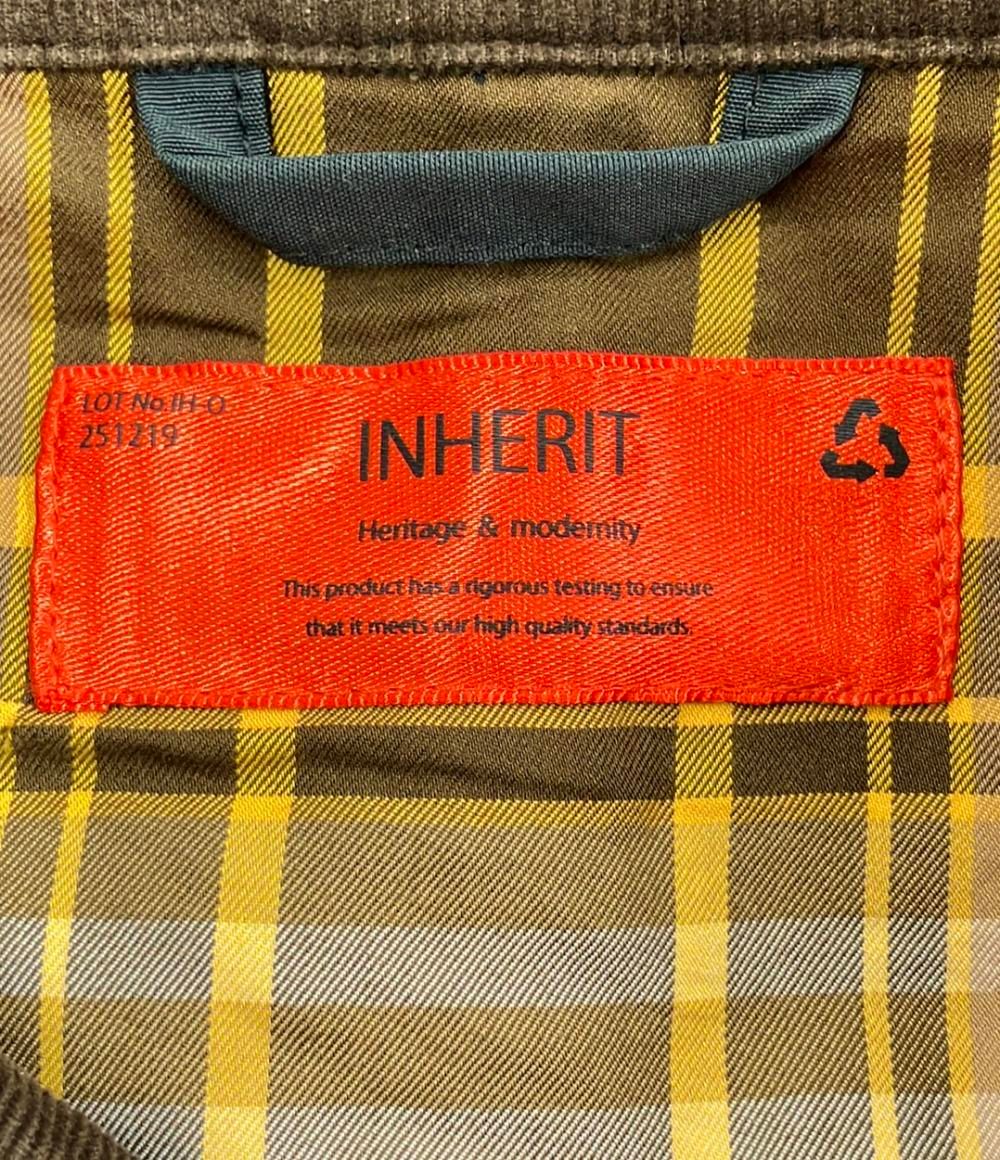 LOT No.IH-O
251219
INHERIT
Heritage & modernity
This product has a rigorous testing to ensure
that it meets our high quality standards.